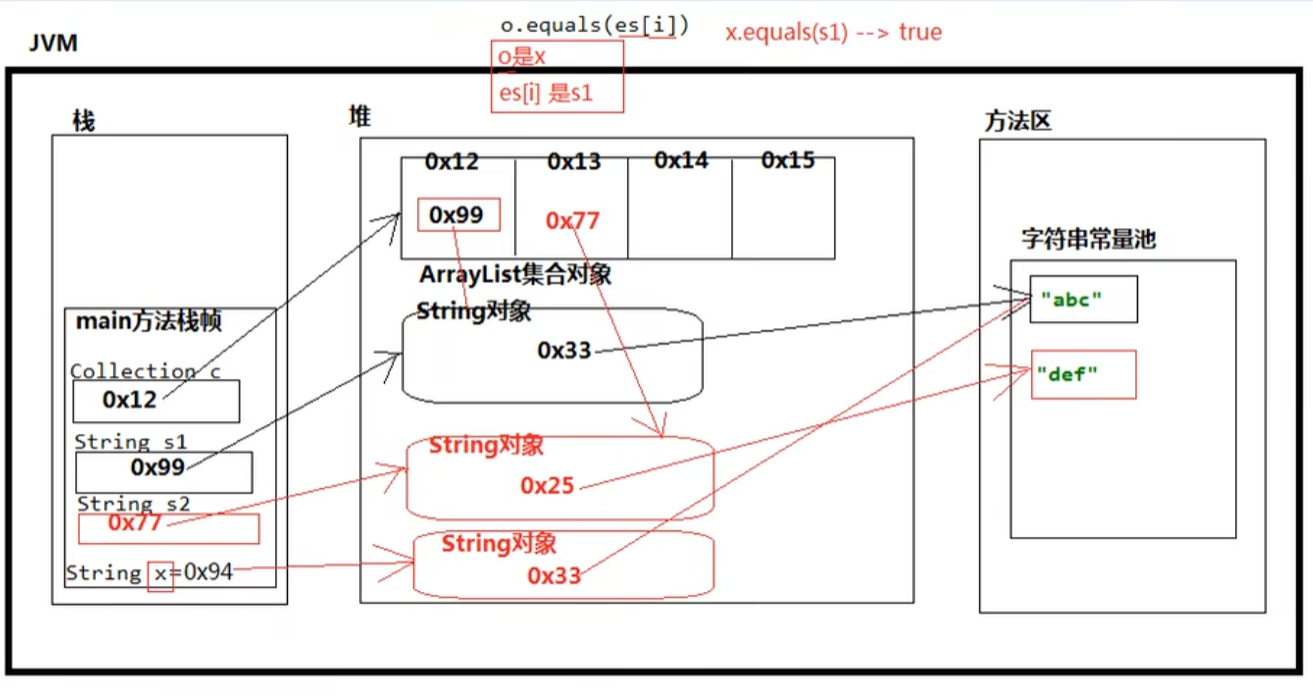 o.equals(es[i])
x.equals(s1) --> true
JVM
o是x
es[i] 是s1
栈
堆
方法区
0x12
0x13
0x14
0x15
0x99
0x77
字符串常量池
ArrayList集合对象
"abc"
main方法栈帧
String对象
0x33
Collection c
0x12
"def"
String s1
0x99
String对象
0x25
String s2
0x77
String对象
0x33
String x=0x94